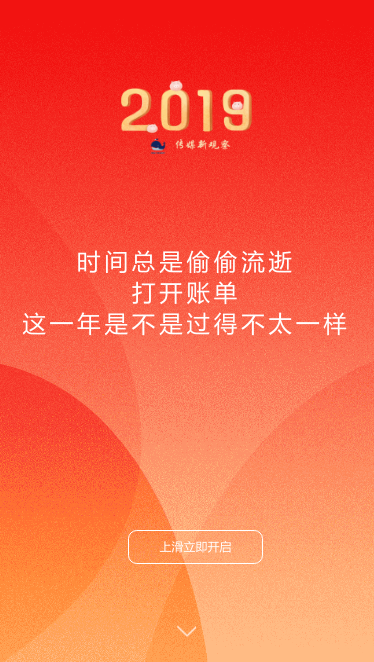 2019
传媒新观察
时间总是偷偷流逝
打开账单
这一年是不是过得不太一样
上滑立即开启